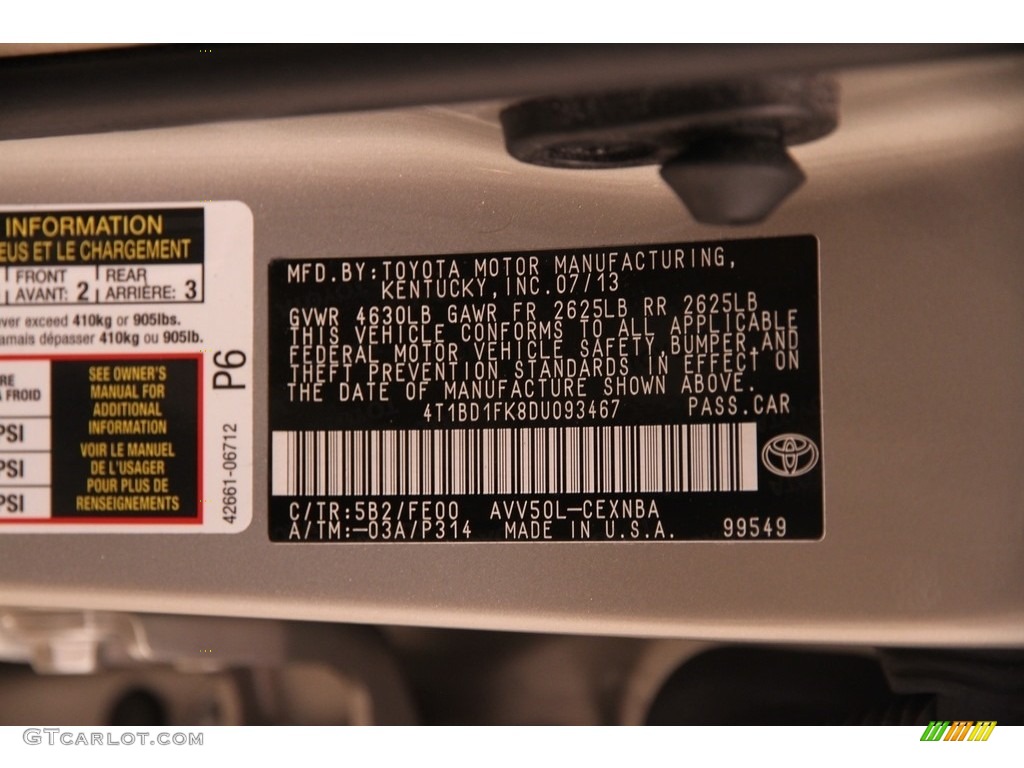 INFORMATION
EUS ET LE CHARGEMENT
FRONT
AVANT: 2
REAR
ARRIÈRE: 3
ever exceed 410kg or 905lbs.
amais dépasser 410kg ou 905lb.
RE
A FROID
PSI
PSI
PSI
SEE OWNER'S
MANUAL FOR
ADDITIONAL
INFORMATION
VOIR LE MANUEL
DE L'USAGER
POUR PLUS DE
RENSEIGNEMENTS
P6
42661-06712
MFD.BY:TOYOTA MOTOR MANUFACTURING,
KENTUCKY,INC.07/13
GVWR 4630LB GAWR FR 2625LB RR 2625LB
THIS VEHICLE CONFORMS TO ALL APPLICABLE
FEDERAL MOTOR VEHICLE SAFETY,BUMPER,AND
THEFT PREVENTION STANDARDS IN EFFECT ON
THE DATE OF MANUFACTURE SHOWN ABOVE.
4T1BD1FK8DU093467 PASS.CAR
C/TR:5B2/FE00 AVV50L-CEXNBA
A/TM:-03A/P314 MADE IN U.S.A. 99549
GTCARLOT.COM